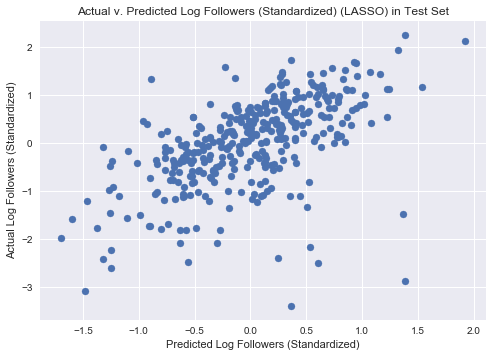 Actual v. Predicted Log Followers (Standardized) (LASSO) in Test Set
Actual Log Followers (Standardized)
2
1
0
−1
−2
−3
−1.5 −1.0 −0.5 0.0 0.5 1.0 1.5 2.0
Predicted Log Followers (Standardized)